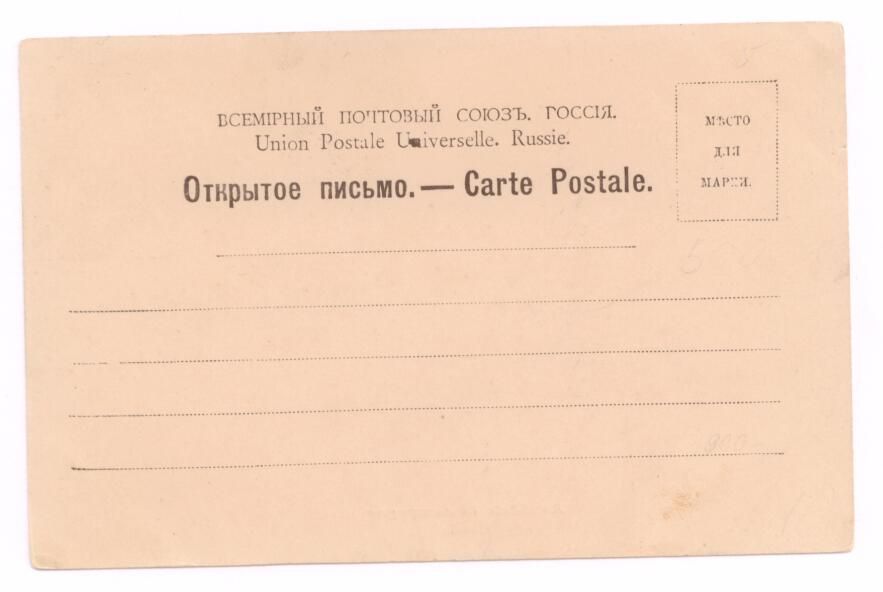 ВСЕМІРНЫЙ ПОЧТОВЫЙ СОЮЗЪ. РОССІЯ.
Union Postale Universelle. Russie.
Открытое письмо. — Carte Postale.
МѢСТО
ДЛЯ
МАРКИ.